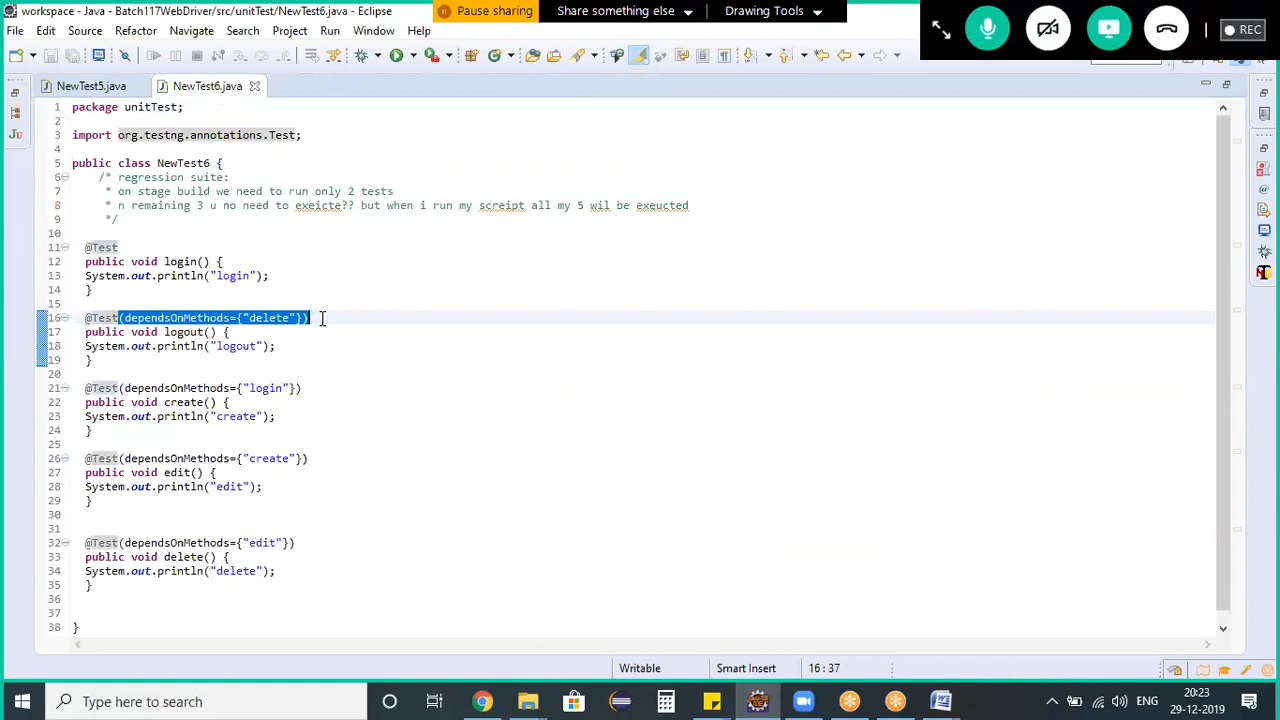 workspace - Java - Batch117WebDriver/src/unitTest/NewTest6.java - Eclipse
Pause sharing
Share something else
Drawing Tools
REC
File Edit Source Refactor Navigate Search Project Run Window Help
NewTest5.java
NewTest6.java
1 package unitTest;
2
3 import org.testng.annotations.Test;
4
5 public class NewTest6 {
6 /* regression suite:
7 * on stage build we need to run only 2 tests
8 * n remaining 3 u no need to exeicte?? but when i run my screipt all my 5 wil be exeucted
9 */
10
11 @Test
12 public void login() {
13 System.out.println("login");
14 }
15
16 @Test(dependsOnMethods={"delete"})
17 public void logout() {
18 System.out.println("logout");
19 }
20
21 @Test(dependsOnMethods={"login"})
22 public void create() {
23 System.out.println("create");
24 }
25
26 @Test(dependsOnMethods={"create"})
27 public void edit() {
28 System.out.println("edit");
29 }
30
31
32 @Test(dependsOnMethods={"edit"})
33 public void delete() {
34 System.out.println("delete");
35 }
36
37
38 }
Writable
Smart Insert
16 : 37
Type here to search
ENG
20:23
29-12-2019